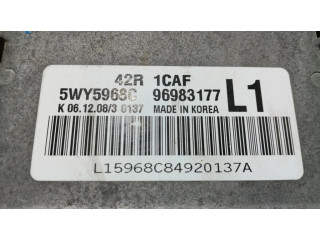 42R 1CAF
5WY5968C 96983177 L1
K 06.12.08/3 0137 MADE IN KOREA
L15968C84920137A